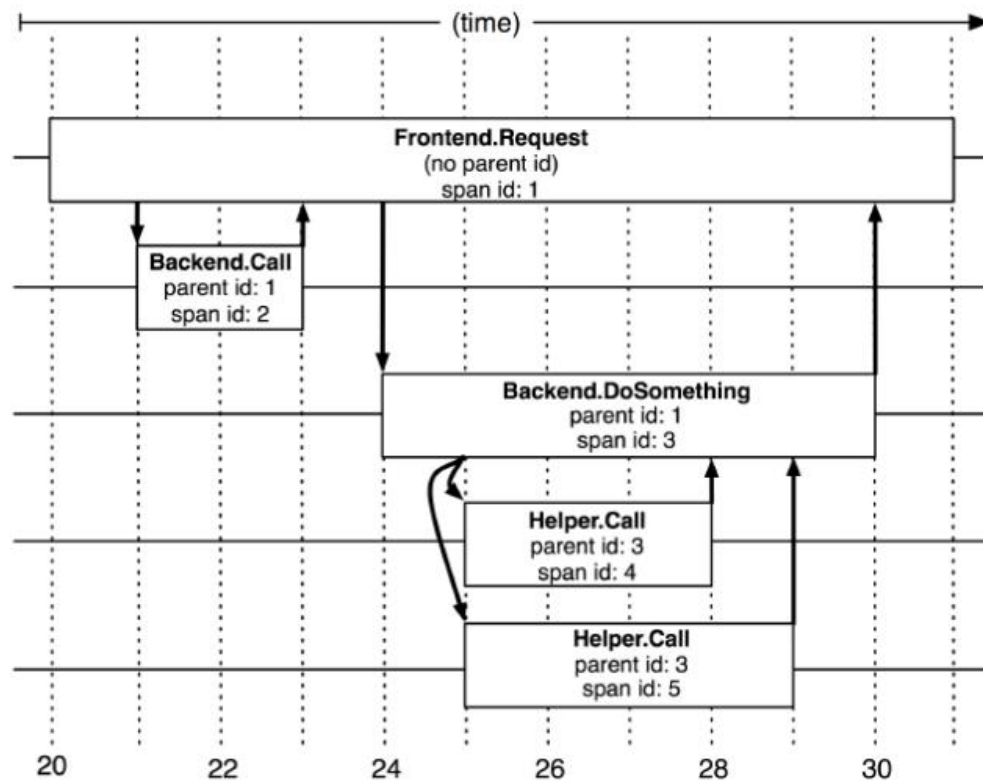 (time)
Frontend.Request
(no parent id)
span id: 1
Backend.Call
parent id: 1
span id: 2
Backend.DoSomething
parent id: 1
span id: 3
Helper.Call
parent id: 3
span id: 4
Helper.Call
parent id: 3
span id: 5
20 22 24 26 28 30